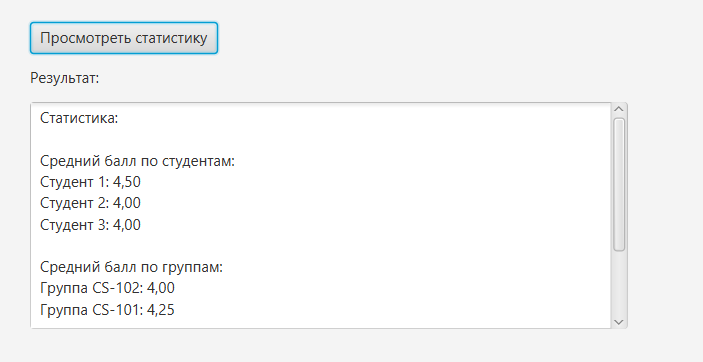 Просмотреть статистику
Результат:
Статистика:
Средний балл по студентам:
Студент 1: 4,50
Студент 2: 4,00
Студент 3: 4,00
Средний балл по группам:
Группа CS-102: 4,00
Группа CS-101: 4,25